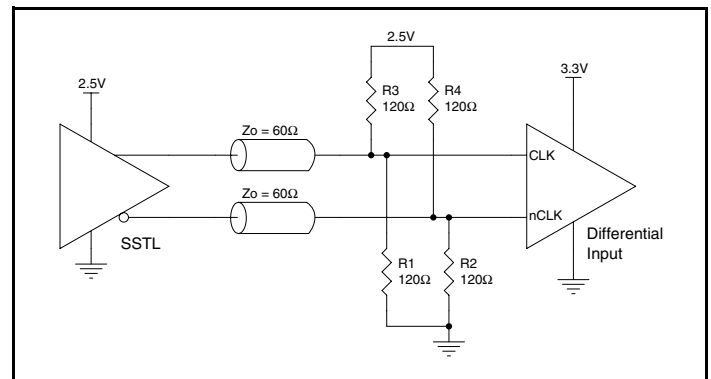 2.5V
3.3V
2.5V
R3
120Ω
R4
120Ω
Zo = 60Ω
CLK
Zo = 60Ω
nCLK
SSTL
Differential
Input
R1
120Ω
R2
120Ω